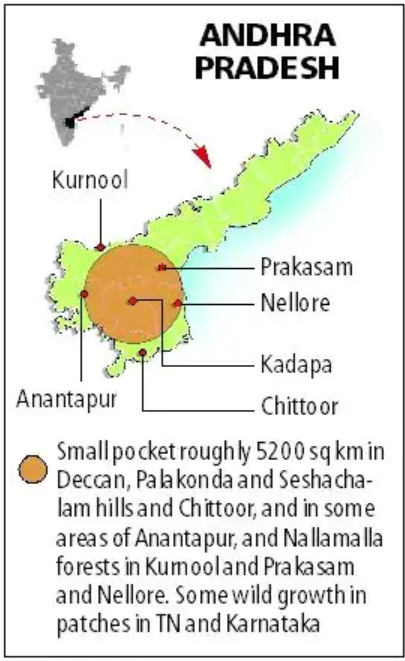 ANDHRA
PRADESH
Kurnool
Prakasam
Nellore
Kadapa
Anantapur
Chittoor
Small pocket roughly 5200 sq km in
Deccan, Palakonda and Seshacha-
lam hills and Chittoor, and in some
areas of Anantapur, and Nallamalla
forests in Kurnool and Prakasam
and Nellore. Some wild growth in
patches in TN and Karnataka